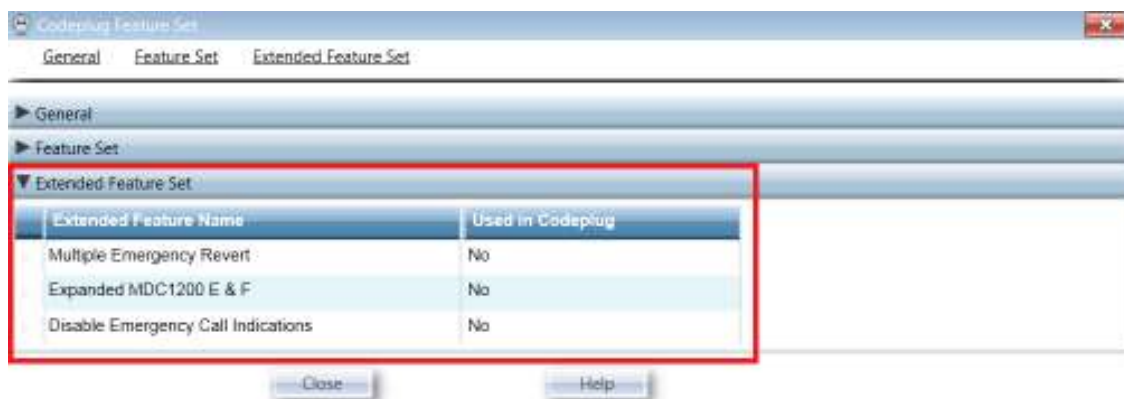 Codeplug Feature Set
General Feature Set Extended Feature Set
General
Feature Set
Extended Feature Set
Extended Feature Name Used in Codeplug
Multiple Emergency Revert No
Expanded MDC1200 E & F No
Disable Emergency Call Indications No
Close Help